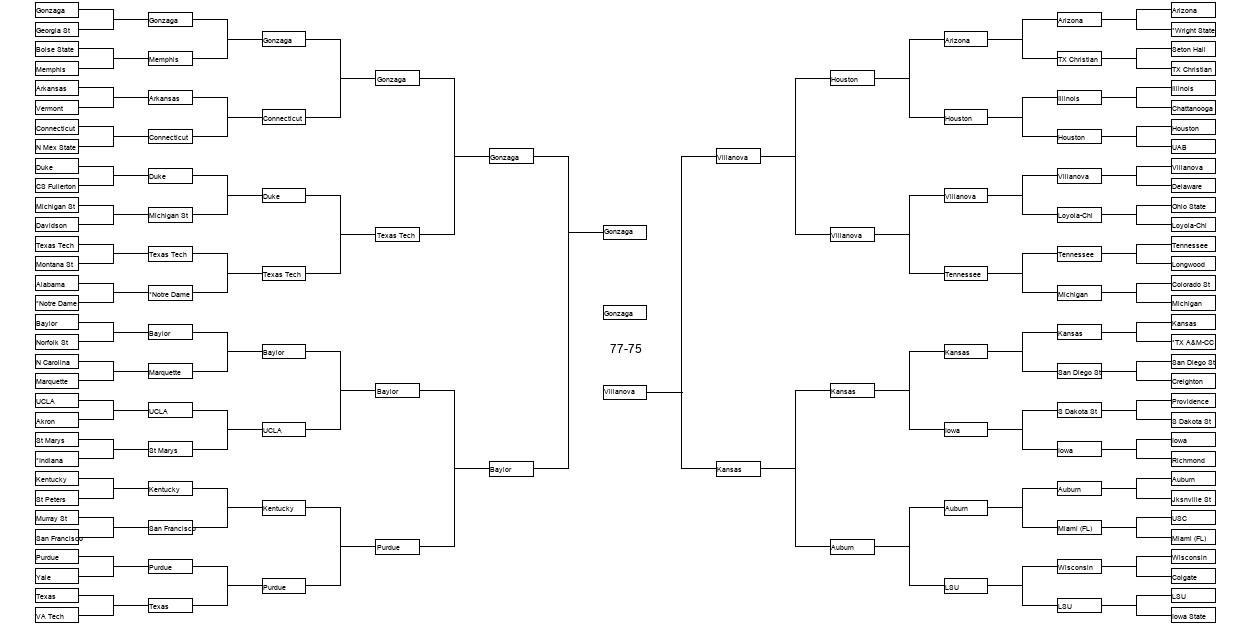 Gonzaga
Georgia St
Boise State
Memphis
Arkansas
Vermont
Connecticut
N Mex State
Duke
CS Fullerton
Michigan St
Davidson
Texas Tech
Montana St
Alabama
*Notre Dame
Baylor
Norfolk St
N Carolina
Marquette
UCLA
Akron
St Marys
*Indiana
Kentucky
St Peters
Murray St
San Francisco
Purdue
Yale
Texas
VA Tech
Gonzaga
Memphis
Arkansas
Connecticut
Duke
Michigan St
Texas Tech
*Notre Dame
Baylor
Marquette
UCLA
St Marys
Kentucky
San Francisco
Purdue
Texas
Gonzaga
Connecticut
Duke
Texas Tech
Baylor
UCLA
Kentucky
Purdue
Gonzaga
Texas Tech
Baylor
Purdue
Gonzaga
Baylor
Gonzaga
Gonzaga
77-75
Villanova
Villanova
Kansas
Houston
Villanova
Kansas
Auburn
Arizona
Houston
Villanova
Tennessee
Kansas
Iowa
Auburn
LSU
Arizona
TX Christian
Illinois
Houston
Villanova
Loyola-Chi
Tennessee
Michigan
Kansas
San Diego St
S Dakota St
Iowa
Auburn
Miami (FL)
Wisconsin
LSU
Arizona
*Wright State
Seton Hall
TX Christian
Illinois
Chattanooga
Houston
UAB
Villanova
Delaware
Ohio State
Loyola-Chi
Tennessee
Longwood
Colorado St
Michigan
Kansas
*TX A&M-CC
San Diego St
Creighton
Providence
S Dakota St
Iowa
Richmond
Auburn
Jksnville St
USC
Miami (FL)
Wisconsin
Colgate
LSU
Iowa State